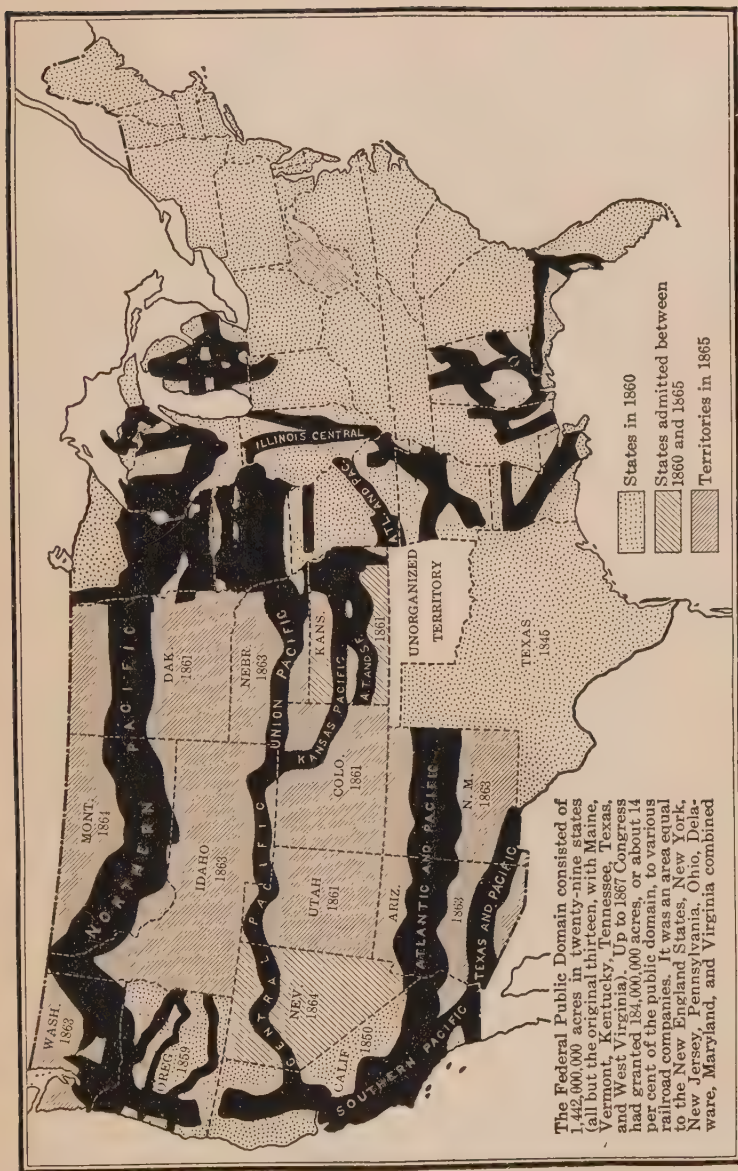 WASH.
1863
MONT.
1864
NORTHERN PACIFIC
DAK.
1861
OREG.
1859
IDAHO
1863
NEBR.
1863
CENTRAL PACIFIC
UNION PACIFIC
NEV.
1864
UTAH
1861
COLO.
1861
KANSAS PACIFIC
KANS.
1861
A.T. AND S.F.
CALIF.
1850
SOUTHERN PACIFIC
ARIZ.
1863
ATLANTIC AND PACIFIC
N. M.
1863
TEXAS AND PACIFIC
UNORGANIZED
TERRITORY
TEXAS
1845
ILLINOIS CENTRAL
ATL. AND PAC.
The Federal Public Domain consisted of
1,442,000,000 acres in twenty-nine states
(all but the original thirteen, with Maine,
Vermont, Kentucky, Tennessee, Texas,
and West Virginia). Up to 1867 Congress
had granted 184,000,000 acres, or about 14
per cent of the public domain, to various
railroad companies. It was an area equal
to the New England States, New York,
New Jersey, Pennsylvania, Ohio, Dela-
ware, Maryland, and Virginia combined
States in 1860
States admitted between
1860 and 1865
Territories in 1865